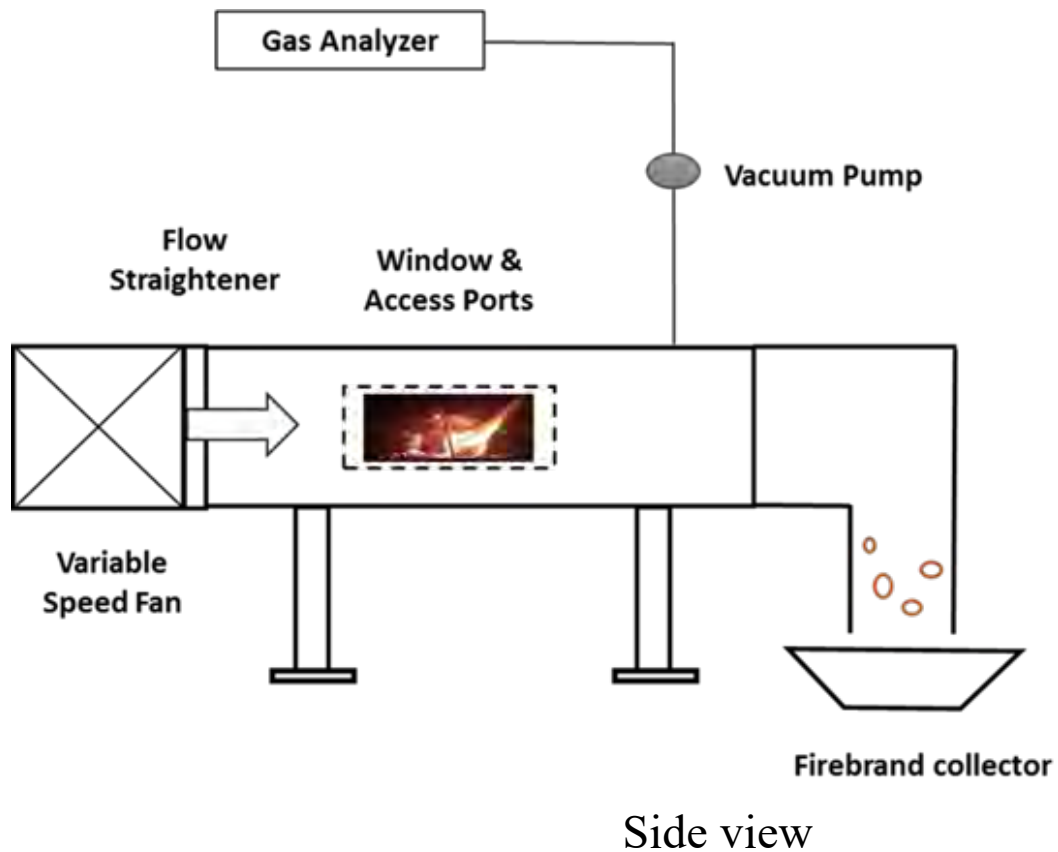 Gas Analyzer
Vacuum Pump
Flow
Straightener
Window &
Access Ports
Variable
Speed Fan
Firebrand collector
Side view